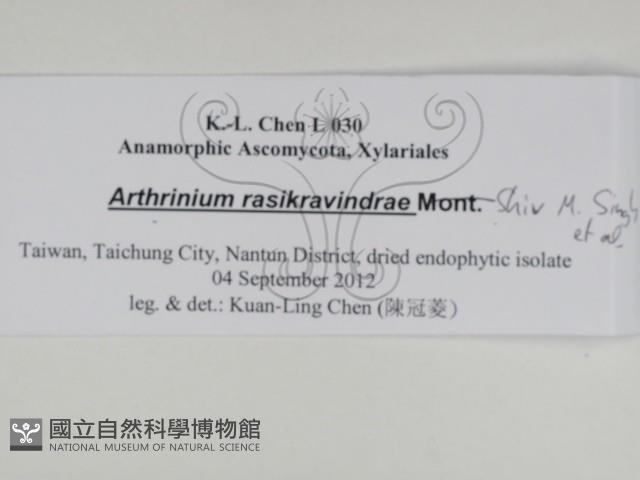 K.-L. Chen L 030
Anamorphic Ascomycota, Xylariales
Arthrinium rasikravindrae Mont. Shiv M. Singh
et al.
Taiwan, Taichung City, Nantun District, dried endophytic isolate
04 September 2012
leg. & det.: Kuan-Ling Chen (陳冠菱)
國立自然科學博物館
NATIONAL MUSEUM OF NATURAL SCIENCE